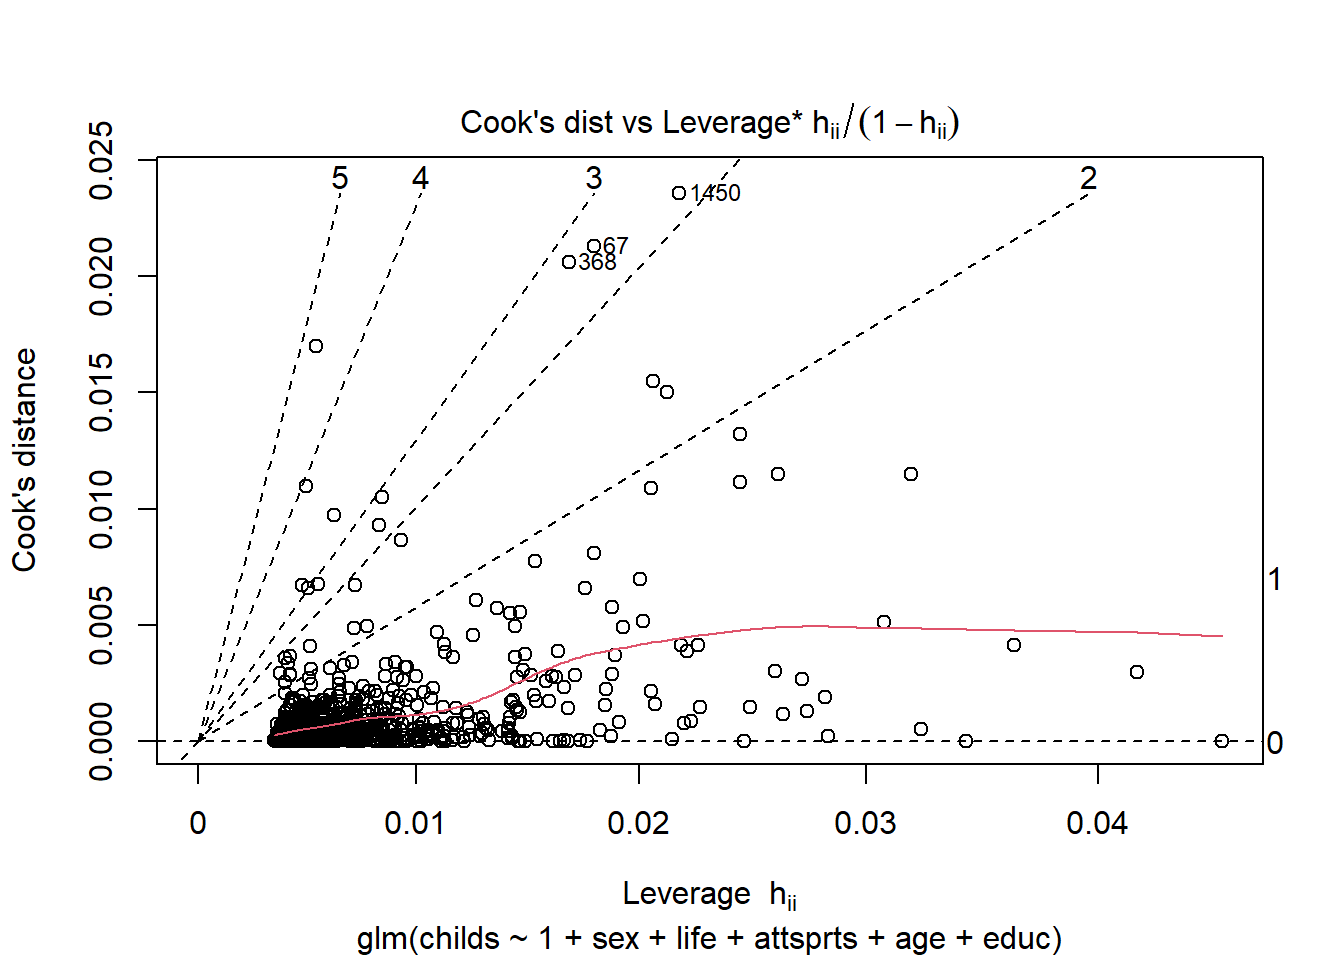 Cook's dist vs Leverage* hᵢᵢ/(1−hᵢᵢ)
5 4 3 2
1450
67
368
1
0
Cook's distance
0.000 0.005 0.010 0.015 0.020 0.025
0 0.01 0.02 0.03 0.04
Leverage hᵢᵢ
glm(childs ~ 1 + sex + life + attsprts + age + educ)